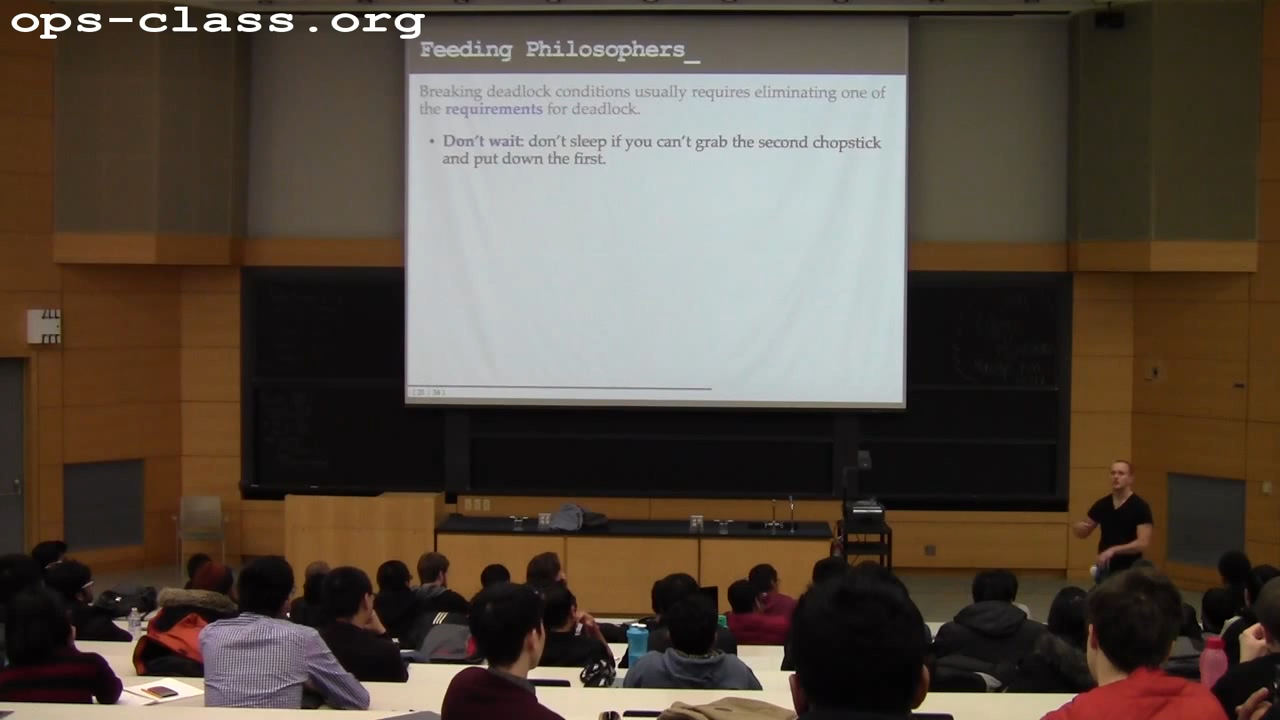 ops-class.org
Feeding Philosophers_
Breaking deadlock conditions usually requires eliminating one of
the requirements for deadlock.
• Don't wait: don't sleep if you can't grab the second chopstick
and put down the first.